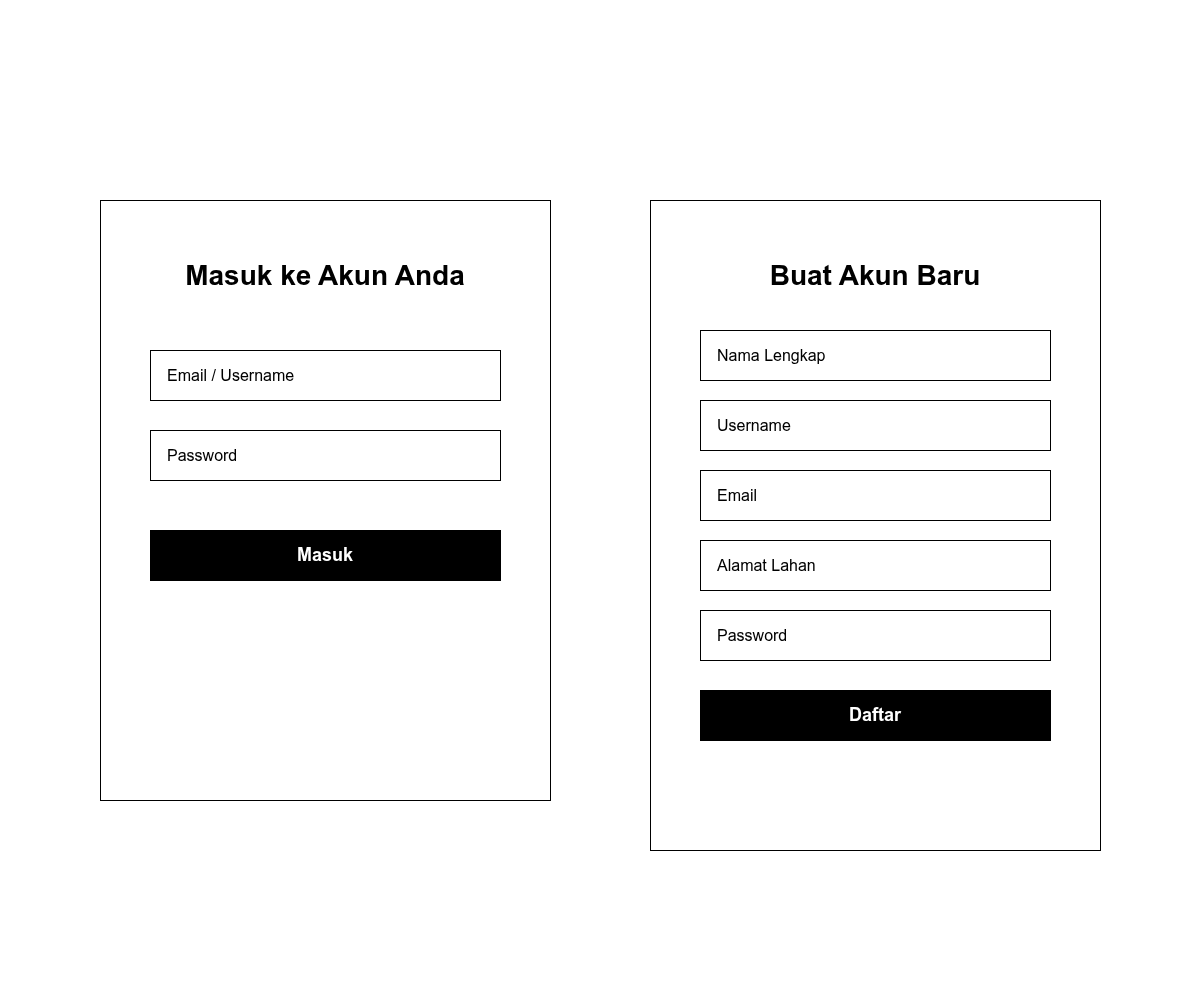 Masuk ke Akun Anda
Email / Username
Password
Masuk
Buat Akun Baru
Nama Lengkap
Username
Email
Alamat Lahan
Password
Daftar